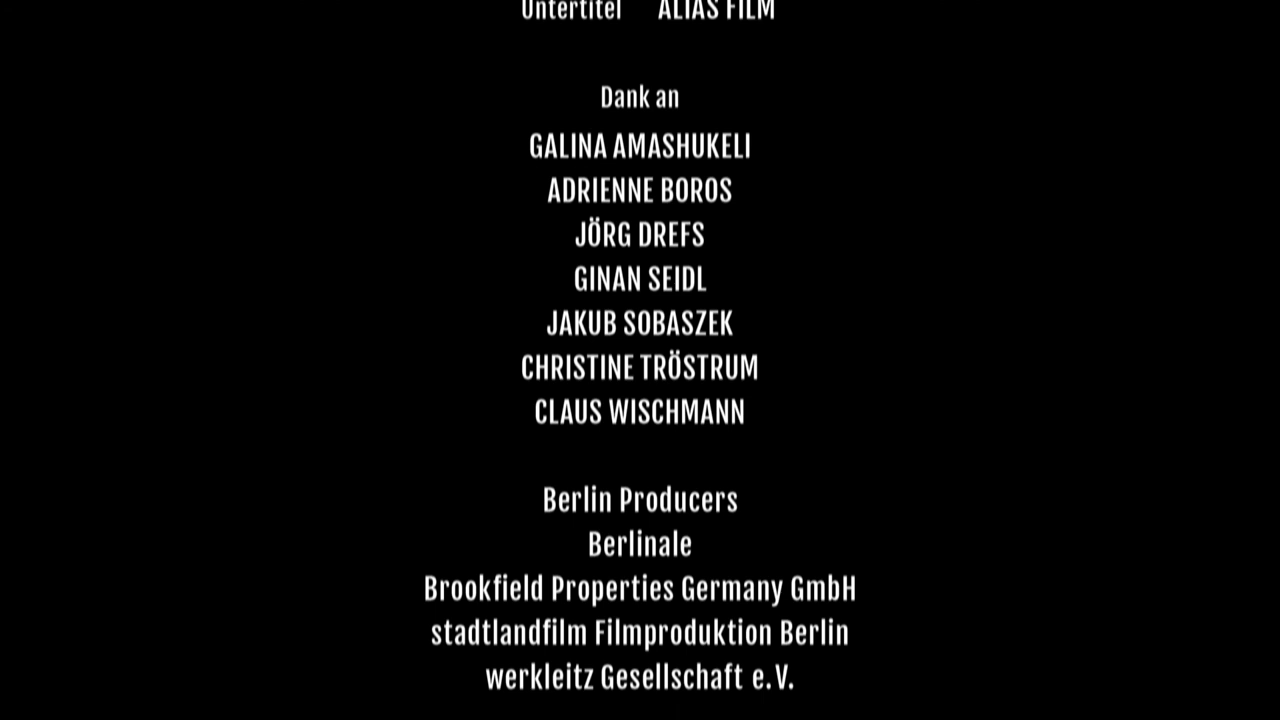 Untertitel ALIAS FILM
Dank an
GALINA AMASHUKELI
ADRIENNE BOROS
JÖRG DREFS
GINAN SEIDL
JAKUB SOBASZEK
CHRISTINE TRÖSTRUM
CLAUS WISCHMANN
Berlin Producers
Berlinale
Brookfield Properties Germany GmbH
stadtlandfilm Filmproduktion Berlin
werkleitz Gesellschaft e.V.